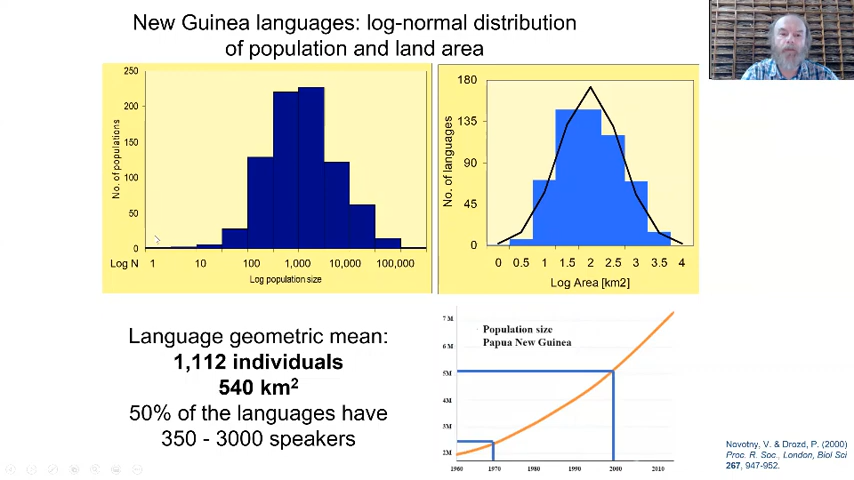 New Guinea languages: log-normal distribution
of population and land area
250
200
150
100
50
0
No. of populations
Log N 1 10 100 1,000 10,000 100,000
Log population size
180
135
90
45
0
No. of languages
0 0.5 1 1.5 2 2.5 3 3.5 4
Log Area [km2]
Language geometric mean:
1,112 individuals
540 km²
50% of the languages have
350 - 3000 speakers
7 M
6 M
5M
4M
3M
2M
Population size
Papua New Guinea
1960 1970 1980 1990 2000 2010
Novotny, V. & Drozd, P. (2000)
Proc. R. Soc., London, Biol Sci
267, 947-952.